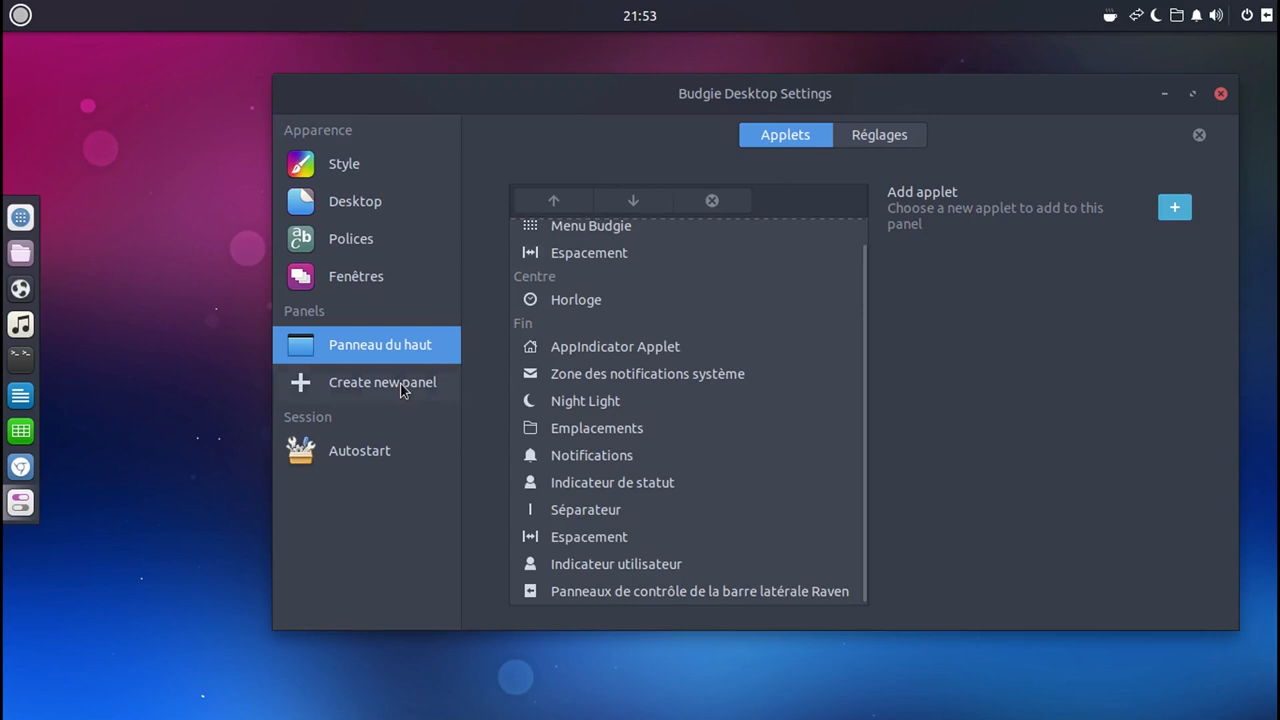 21:53
Budgie Desktop Settings
Apparence
Style
Desktop
Polices
Fenêtres
Panels
Panneau du haut
Create new panel
Session
Autostart
Applets
Réglages
Menu Budgie
Espacement
Centre
Horloge
Fin
AppIndicator Applet
Zone des notifications système
Night Light
Emplacements
Notifications
Indicateur de statut
Séparateur
Espacement
Indicateur utilisateur
Panneaux de contrôle de la barre latérale Raven
Add applet
Choose a new applet to add to this
panel